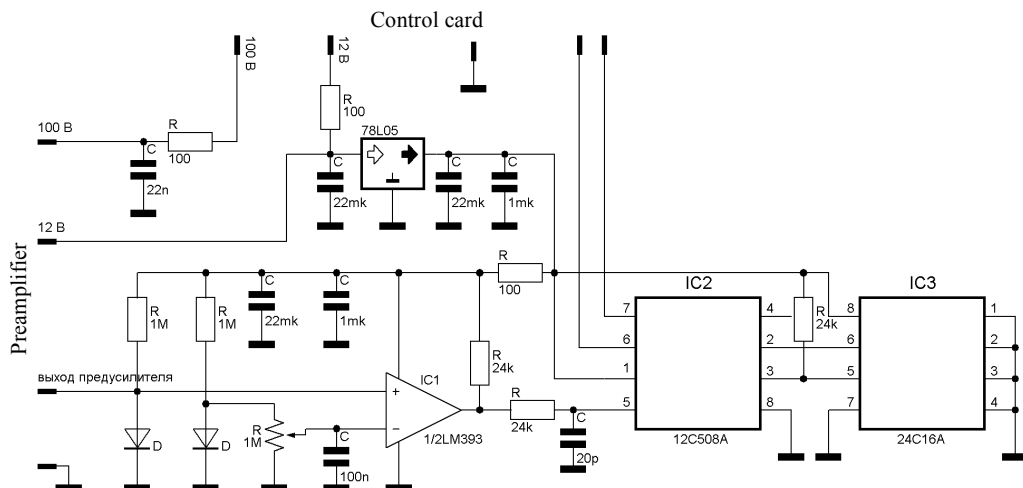 Control card
100 В
12 В
R
100
78L05
100 В
R
C
100
22n
C
22mk
C
22mk
C
1mk
12 В
Preamplifier
R
1M
R
1M
C
22mk
C
1mk
R
100
IC2
IC3
7
6
1
5
4
2
3
8
R
24k
8
6
5
7
1
2
3
4
12C508A
24C16A
выход предусилителя
IC1
+
−
1/2LM393
R
24k
R
24k
C
20p
D
D
R
1M
C
100n